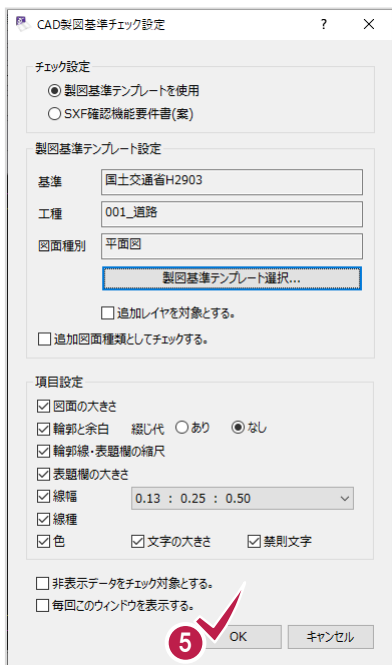 CAD製図基準チェック設定
チェック設定
製図基準テンプレートを使用
SXF確認機能要件書(案)
製図基準テンプレート設定
基準 国土交通省H2903
工種 001_道路
図面種別 平面図
製図基準テンプレート選択...
追加レイヤを対象とする。
追加図面種類としてチェックする。
項目設定
図面の大きさ
輪郭と余白 綴じ代 あり なし
輪郭線・表題欄の縮尺
表題欄の大きさ
線幅 0.13 : 0.25 : 0.50
線種
色 文字の大きさ 禁則文字
非表示データをチェック対象とする。
毎回このウィンドウを表示する。
5 OK キャンセル